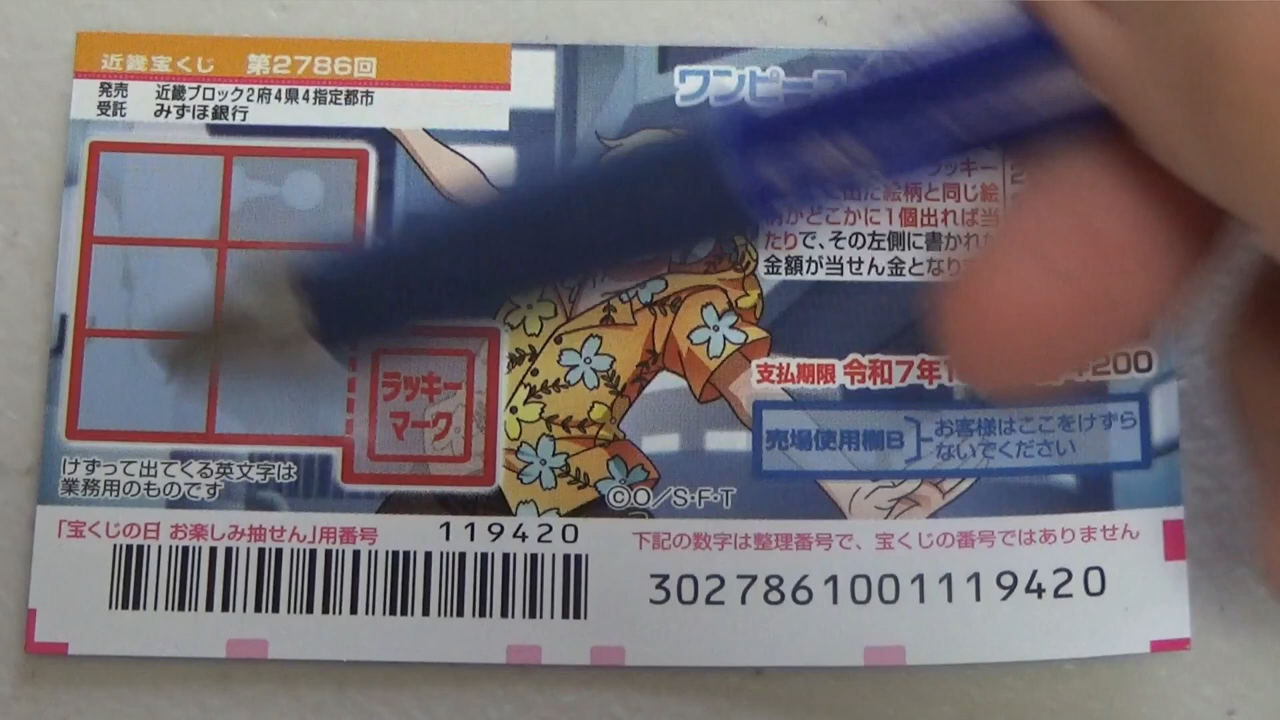 近畿宝くじ 第2786回
発売 近畿ブロック2府4県4指定都市
受託 みずほ銀行
ワンピース
ラッキー
出た絵柄と同じ絵
柄がどこかに1個出れば当
たりで、その左側に書かれた
金額が当せん金となり
支払期限 令和7年1
200
売場使用欄B
お客様はここをけずら
ないでください
ラッキー
マーク
けずって出てくる英文字は
業務用のものです
©O/S・F・T
「宝くじの日 お楽しみ抽せん」用番号 119420
下記の数字は整理番号で、宝くじの番号ではありません
3027861001119420